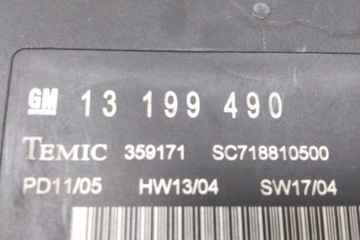 GM 13 199 490
TEMIC 359171 SC718810500
PD11/05 HW13/04 SW17/04